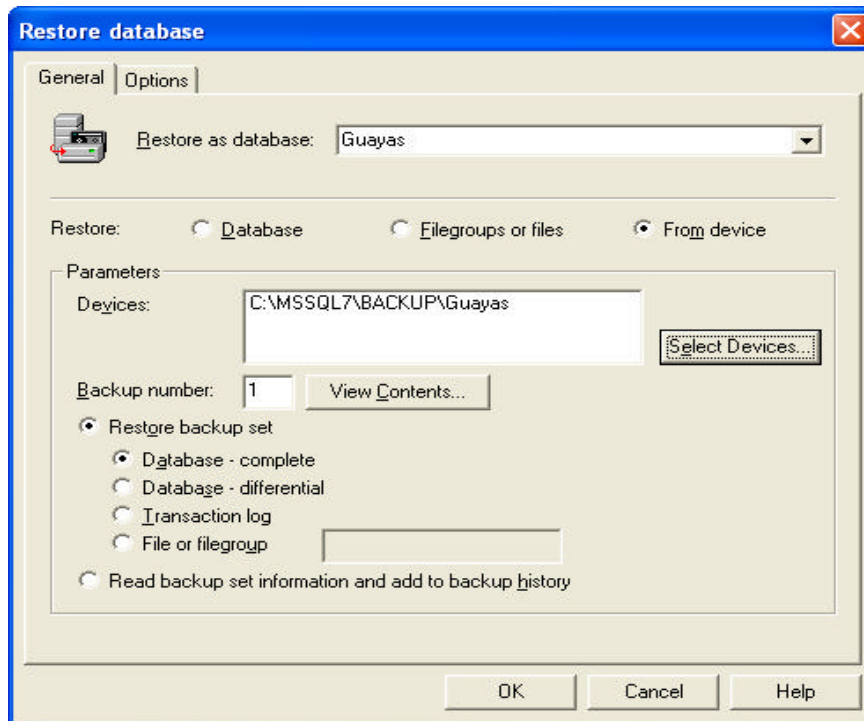 Restore database
General Options
Restore as database: Guayas
Restore: Database Filegroups or files From device
Parameters
Devices: C:\MSSQL7\BACKUP\Guayas
Select Devices...
Backup number: 1 View Contents...
Restore backup set
Database - complete
Database - differential
Transaction log
File or filegroup
Read backup set information and add to backup history
OK Cancel Help